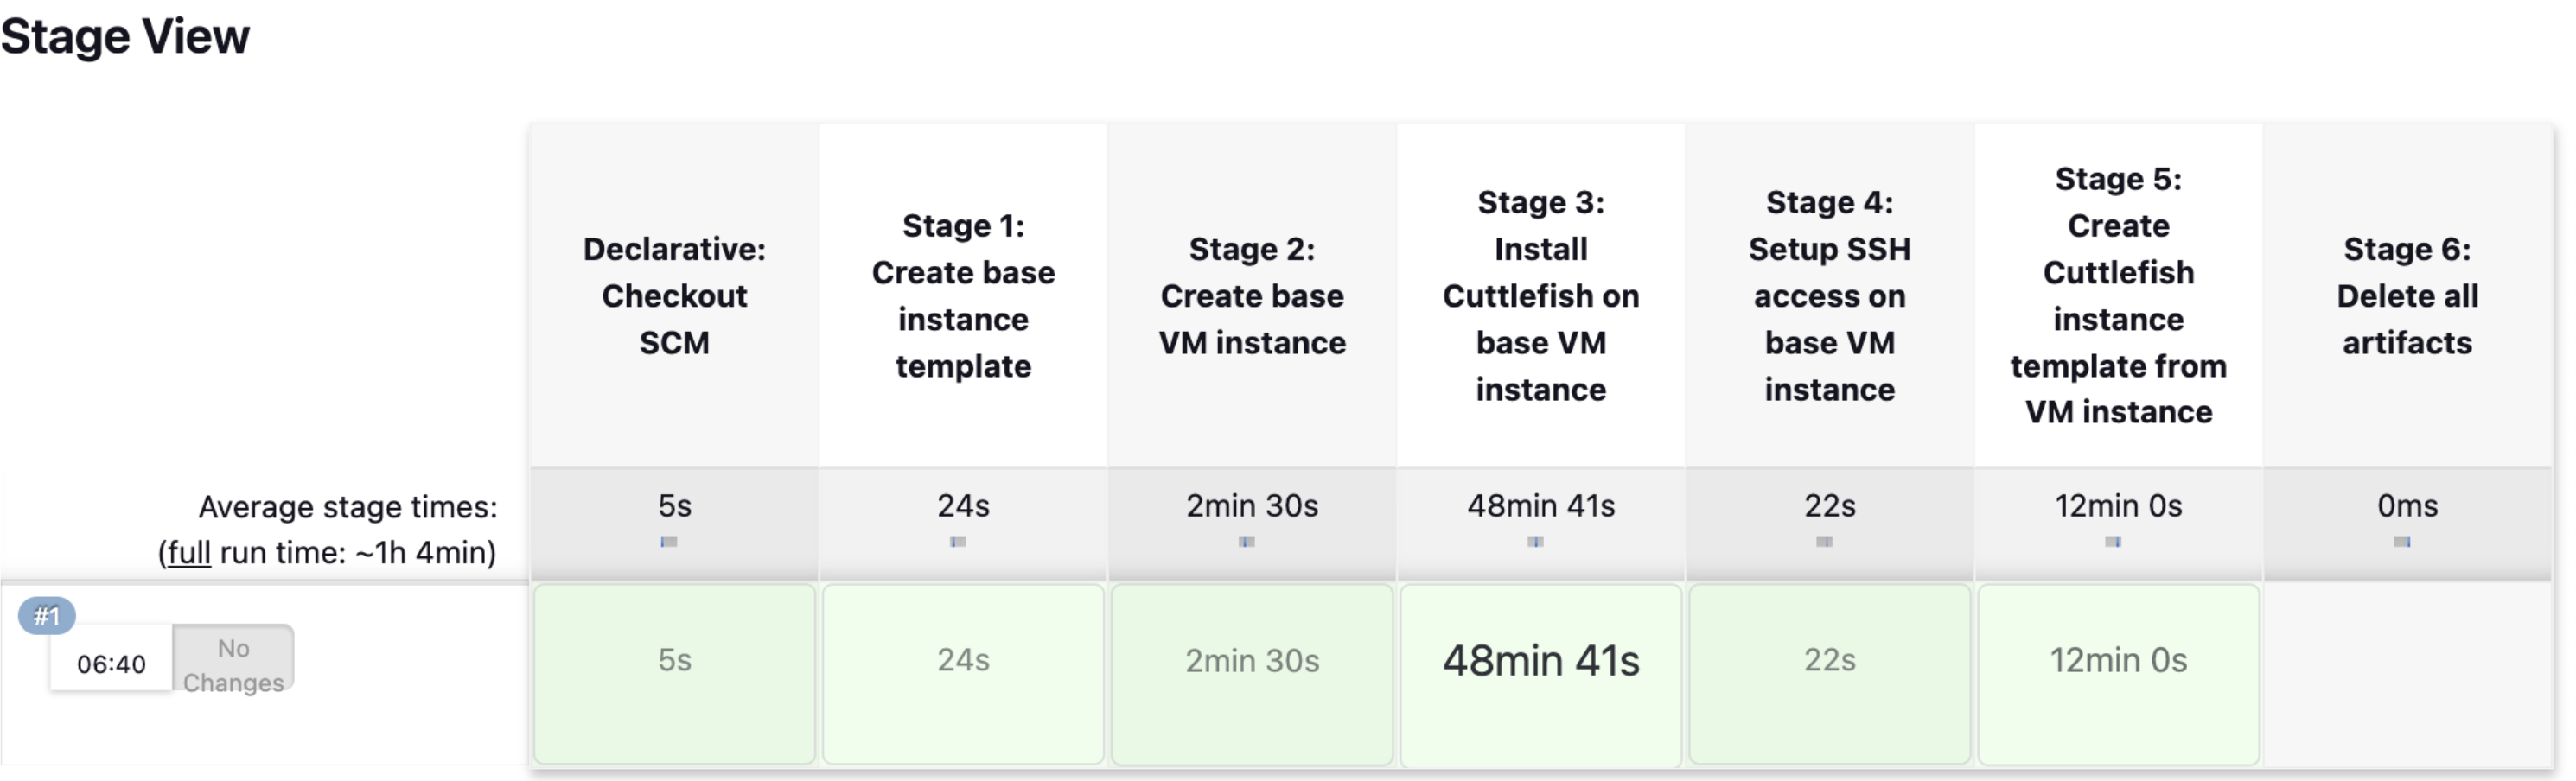 Stage View
Declarative:
Checkout
SCM
Stage 1:
Create base
instance
template
Stage 2:
Create base
VM instance
Stage 3:
Install
Cuttlefish on
base VM
instance
Stage 4:
Setup SSH
access on
base VM
instance
Stage 5:
Create
Cuttlefish
instance
template from
VM instance
Stage 6:
Delete all
artifacts
Average stage times:
(full run time: ~1h 4min)
5s
24s
2min 30s
48min 41s
22s
12min 0s
0ms
#1
06:40
No
Changes
5s
24s
2min 30s
48min 41s
22s
12min 0s